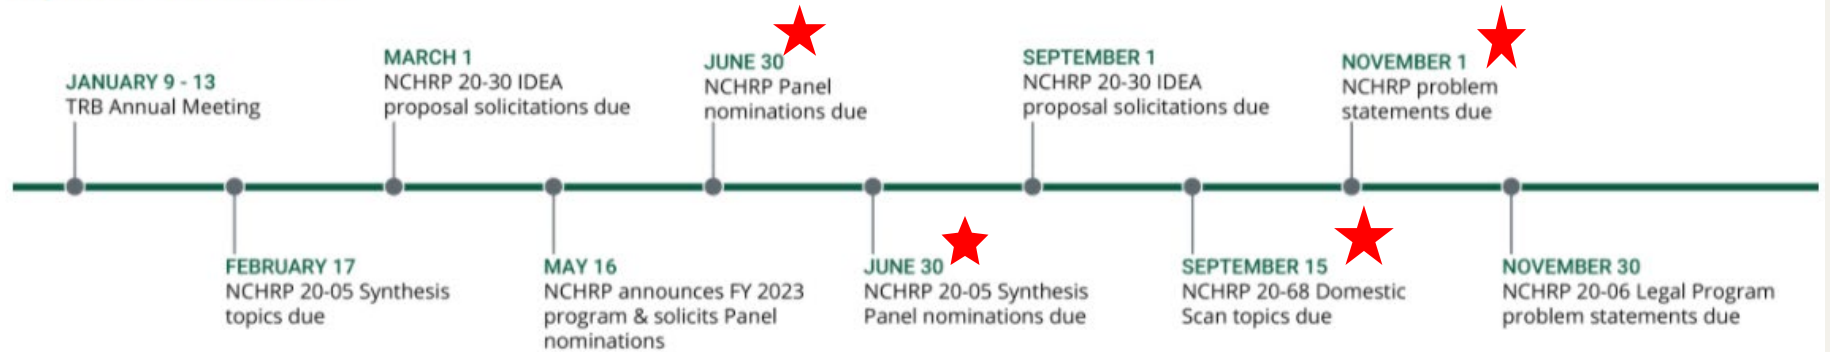 JANUARY 9 - 13
TRB Annual Meeting
FEBRUARY 17
NCHRP 20-05 Synthesis
topics due
MARCH 1
NCHRP 20-30 IDEA
proposal solicitations due
MAY 16
NCHRP announces FY 2023
program & solicits Panel
nominations
JUNE 30
NCHRP Panel
nominations due
JUNE 30
NCHRP 20-05 Synthesis
Panel nominations due
SEPTEMBER 1
NCHRP 20-30 IDEA
proposal solicitations due
SEPTEMBER 15
NCHRP 20-68 Domestic
Scan topics due
NOVEMBER 1
NCHRP problem
statements due
NOVEMBER 30
NCHRP 20-06 Legal Program
problem statements due